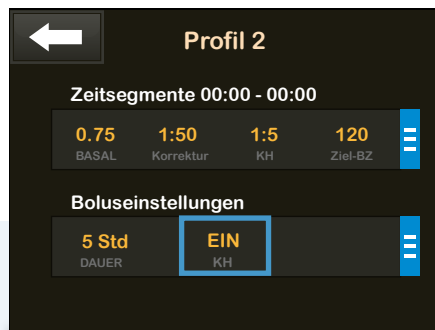 Profil 2
Zeitsegmente 00:00 - 00:00
0.75 1:50 1:5 120
BASAL Korrektur KH Ziel-BZ
Boluseinstellungen
5 Std EIN
DAUER KH